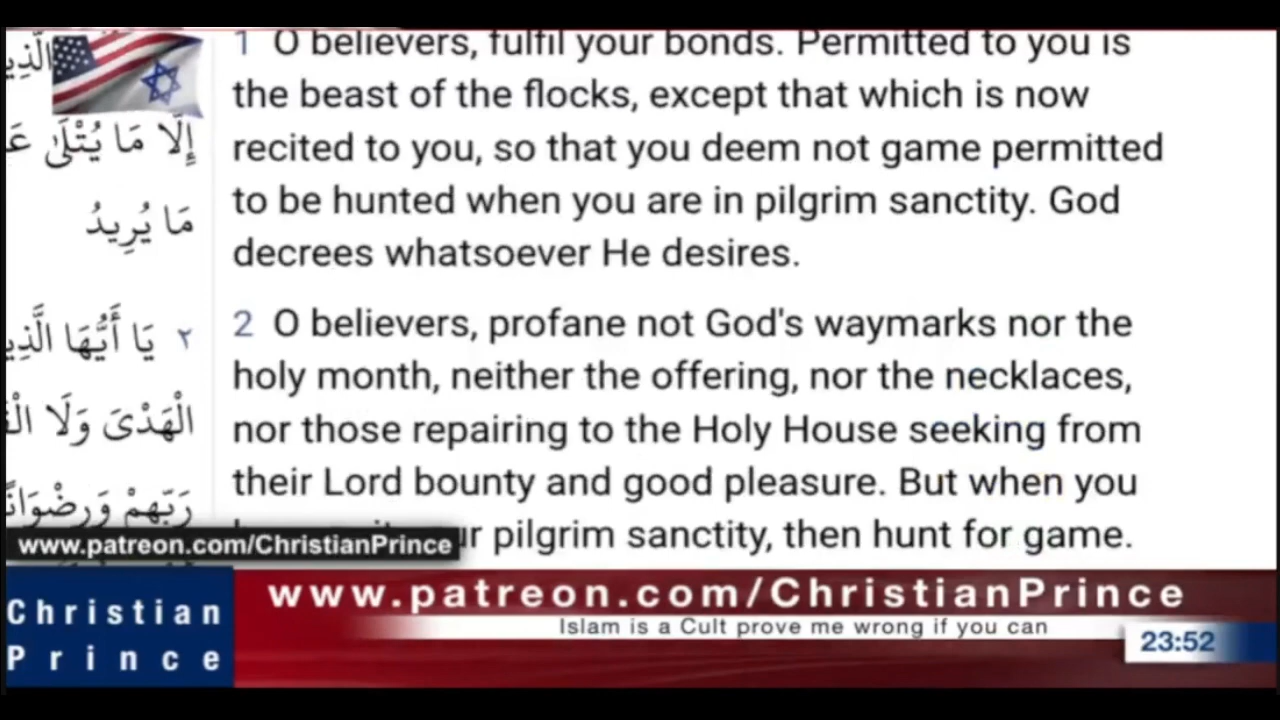 1 O believers, fulfil your bonds. Permitted to you is
the beast of the flocks, except that which is now
recited to you, so that you deem not game permitted
to be hunted when you are in pilgrim sanctity. God
decrees whatsoever He desires.
إِلَّا مَا يُتْلَىٰ
مَا يُرِيدُ
2 O believers, profane not God's waymarks nor the
holy month, neither the offering, nor the necklaces,
nor those repairing to the Holy House seeking from
their Lord bounty and good pleasure. But when you
pilgrim sanctity, then hunt for game.
٢ يَا أَيُّهَا
الْهَدْىَ وَلَا
رَبِّهِمْ
www.patreon.com/ChristianPrince
www.patreon.com/ChristianPrince
Islam is a Cult prove me wrong if you can
Christian
Prince
23:52